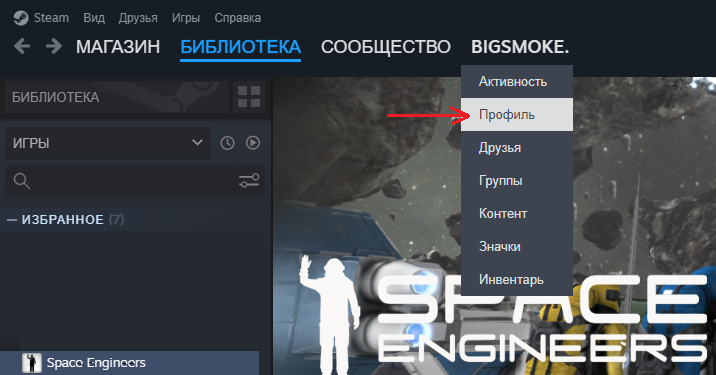 Steam Вид Друзья Игры Справка
МАГАЗИН БИБЛИОТЕКА СООБЩЕСТВО BIGSMOKE.
Активность
БИБЛИОТЕКА
Профиль
ИГРЫ
Друзья
Группы
Контент
ИЗБРАННОЕ (7)
Значки
Инвентарь
SPACE
ENGINEERS
Space Engineers